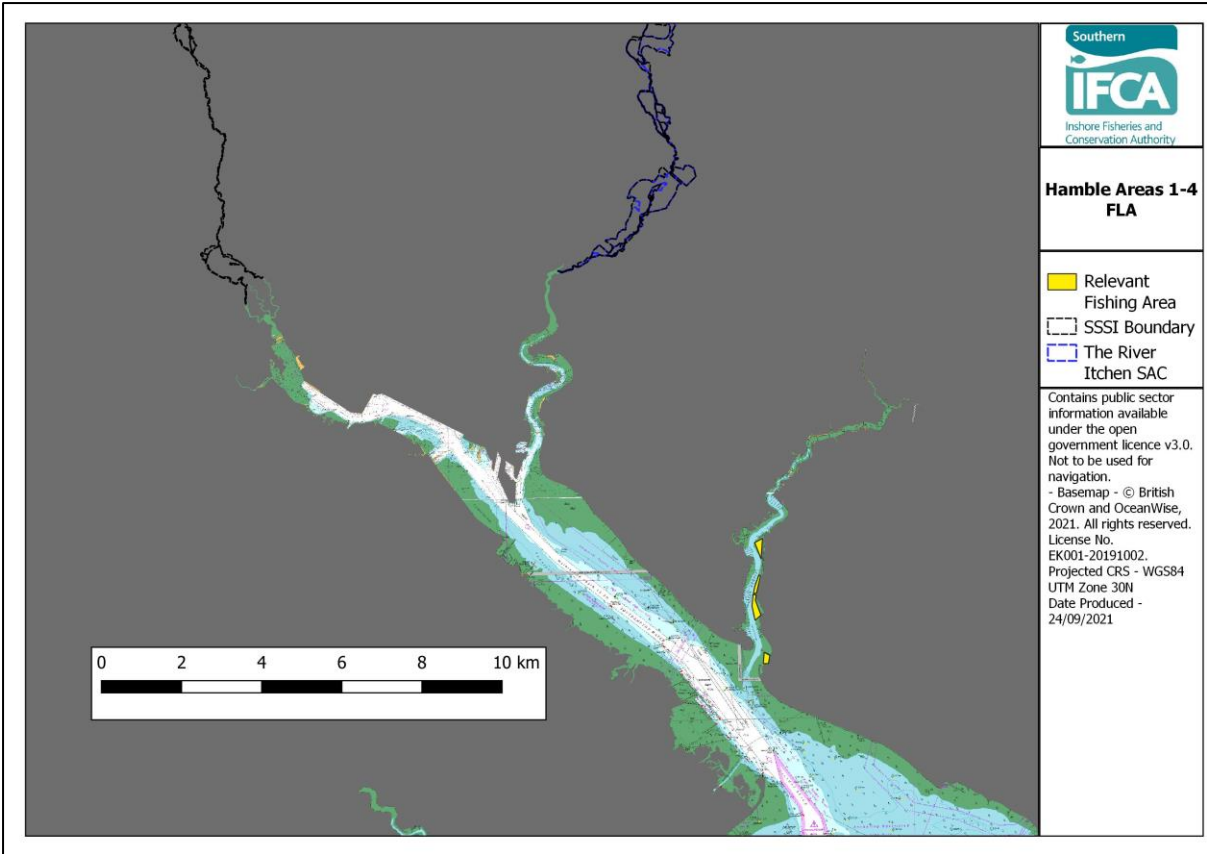 Southern
IFCA
Inshore Fisheries and
Conservation Authority
Hamble Areas 1-4
FLA
Relevant
Fishing Area
SSSI Boundary
The River
Itchen SAC
Contains public sector
information available
under the open
government licence v3.0.
Not to be used for
navigation.
- Basemap - © British
Crown and OceanWise,
2021. All rights reserved.
License No.
EK001-20191002.
Projected CRS - WGS84
UTM Zone 30N
Date Produced -
24/09/2021
0 2 4 6 8 10 km